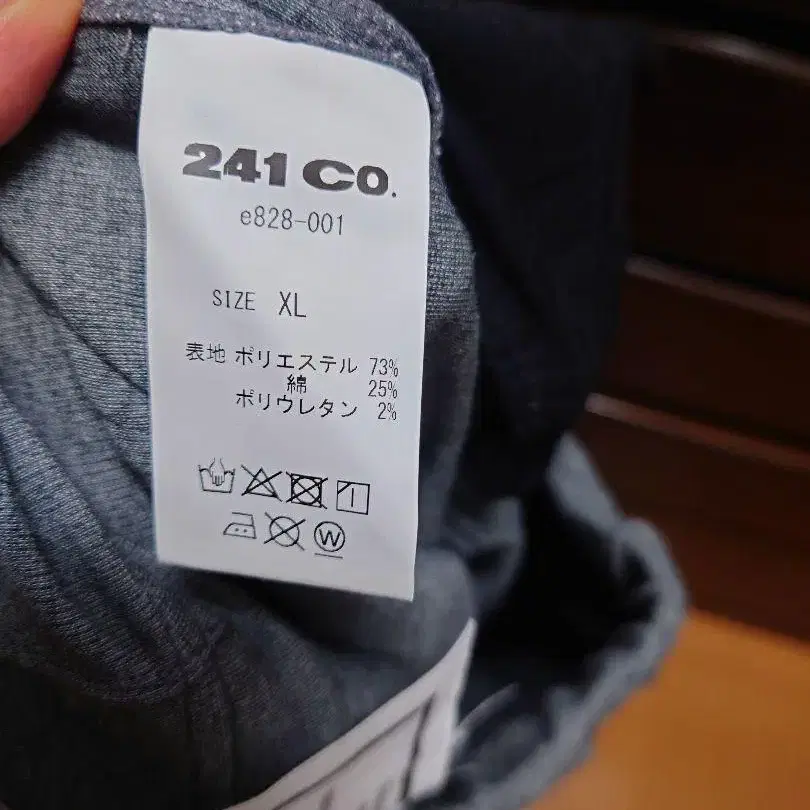 241 CO.
e828-001
SIZE XL
表地 ポリエステル 73%
綿 25%
ポリウレタン 2%
W